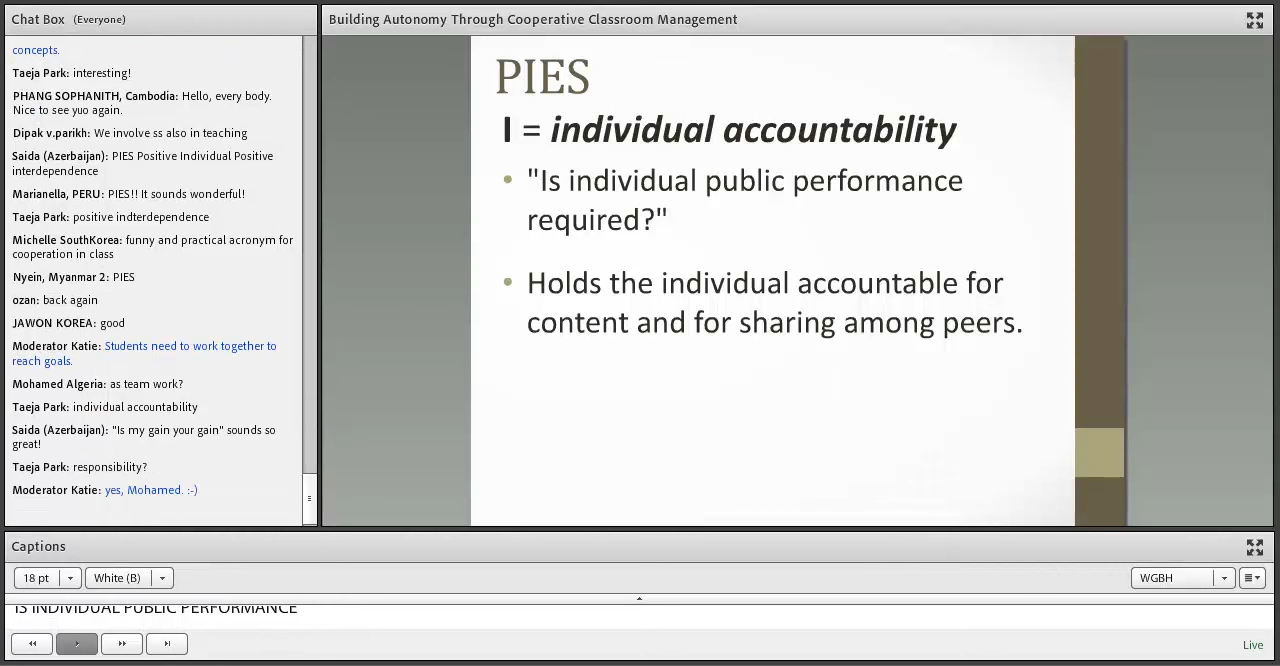 Chat Box (Everyone)
concepts.
Taeja Park: interesting!
PHANG SOPHANITH, Cambodia: Hello, every body.
Nice to see yuo again.
Dipak v.parikh: We involve ss also in teaching
Saida (Azerbaijan): PIES Positive Individual Positive
interdependence
Marianella, PERU: PIES!! It sounds wonderful!
Taeja Park: positive indterdependence
Michelle SouthKorea: funny and practical acronym for
cooperation in class
Nyein, Myanmar 2: PIES
ozan: back again
JAWON KOREA: good
Moderator Katie: Students need to work together to
reach goals.
Mohamed Algeria: as team work?
Taeja Park: individual accountability
Saida (Azerbaijan): "Is my gain your gain" sounds so
great!
Taeja Park: responsibility?
Moderator Katie: yes, Mohamed. :-)
Building Autonomy Through Cooperative Classroom Management
PIES
I = individual accountability
• "Is individual public performance
required?"
• Holds the individual accountable for
content and for sharing among peers.
Captions
18 pt
White (B)
WGBH
IS INDIVIDUAL PUBLIC PERFORMANCE
Live